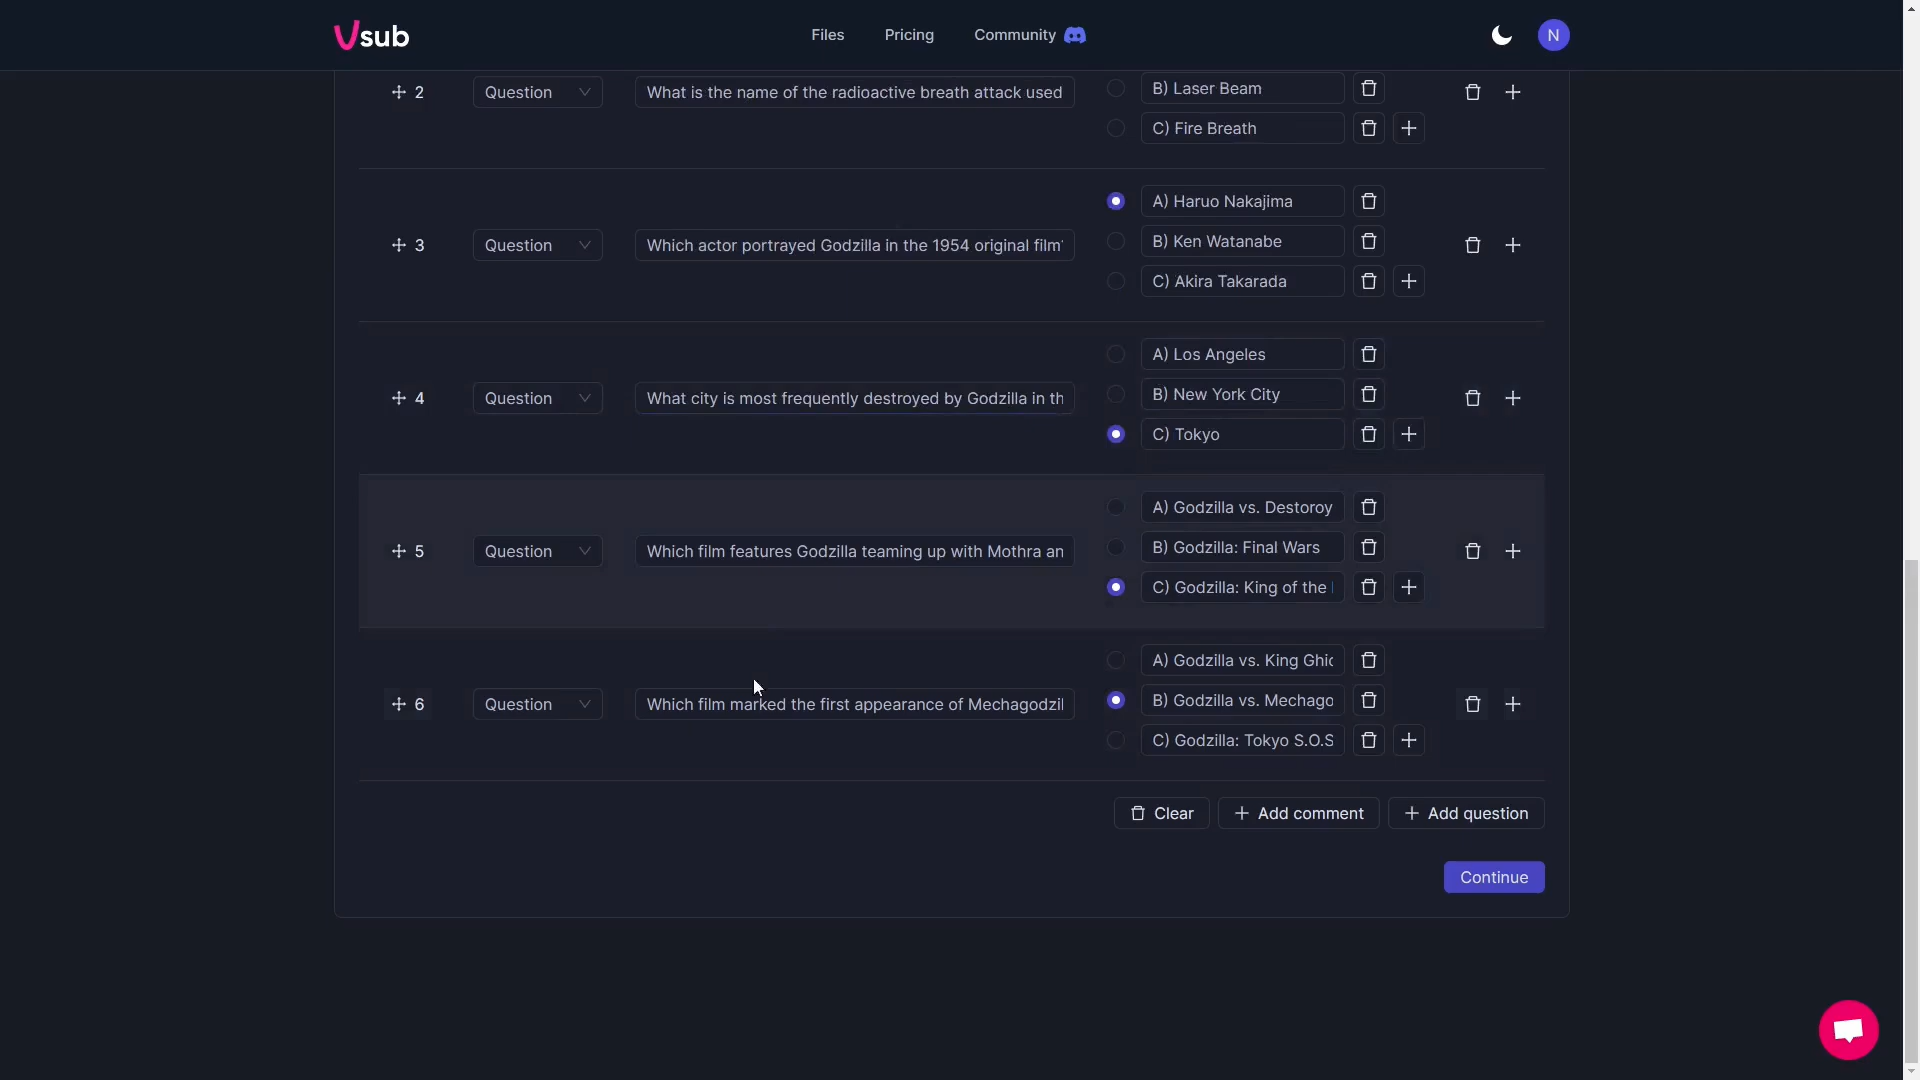 Vsub
Files
Pricing
Community
N
2
Question
What is the name of the radioactive breath attack used
B) Laser Beam
C) Fire Breath
3
Question
Which actor portrayed Godzilla in the 1954 original film
A) Haruo Nakajima
B) Ken Watanabe
C) Akira Takarada
4
Question
What city is most frequently destroyed by Godzilla in th
A) Los Angeles
B) New York City
C) Tokyo
5
Question
Which film features Godzilla teaming up with Mothra an
A) Godzilla vs. Destoroy
B) Godzilla: Final Wars
C) Godzilla: King of the
6
Question
Which film marked the first appearance of Mechagodzil
A) Godzilla vs. King Ghid
B) Godzilla vs. Mechago
C) Godzilla: Tokyo S.O.S
Clear
Add comment
Add question
Continue